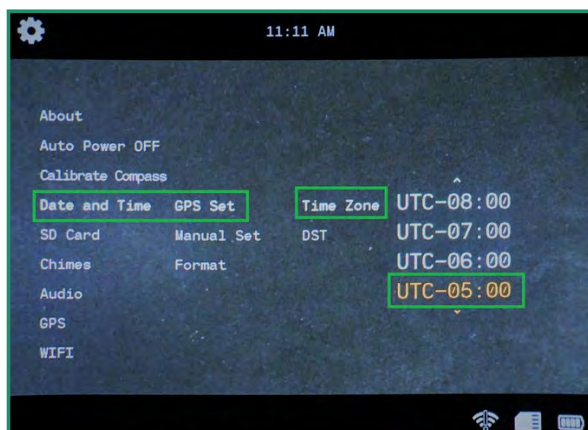 11:11 AM
About
Auto Power OFF
Calibrate Compass
Date and Time GPS Set Time Zone UTC-08:00
SD Card Manual Set DST UTC-07:00
Chimes Format UTC-06:00
Audio UTC-05:00
GPS
WIFI